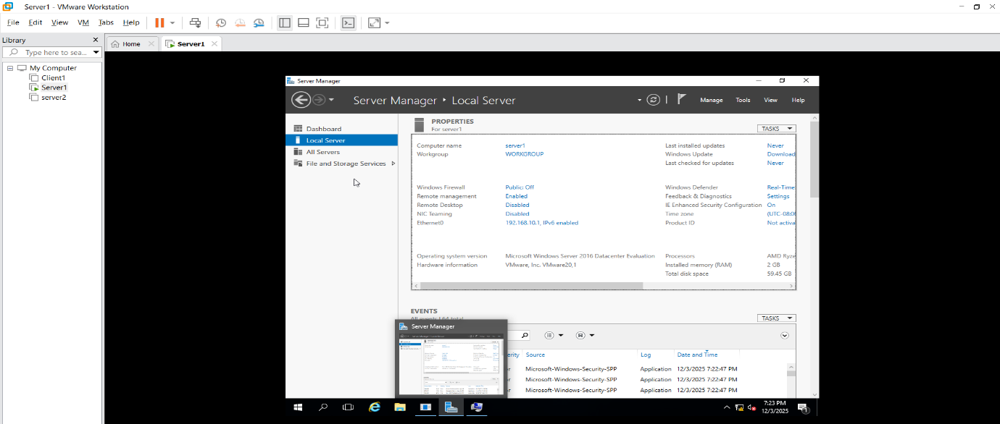 Server1 - VMware Workstation
File Edit View VM Tabs Help
Library
Type here to sea...
My Computer
Client1
Server1
server2
Home
Server1
Server Manager
Server Manager • Local Server
Manage Tools View Help
Dashboard
Local Server
All Servers
File and Storage Services
PROPERTIES
For server1
TASKS
Computer name server1
Workgroup WORKGROUP
Last installed updates Never
Windows Update Download
Last checked for updates Never
Windows Firewall Public: Off
Remote management Enabled
Remote Desktop Disabled
NIC Teaming Disabled
Ethernet0 192.168.10.1, IPv6 enabled
Windows Defender Real-Time
Feedback & Diagnostics Settings
IE Enhanced Security Configuration On
Time zone (UTC-08:0
Product ID Not activa
Operating system version Microsoft Windows Server 2016 Datacenter Evaluation
Hardware information VMware, Inc. VMware20,1
Processors AMD Ryze
Installed memory (RAM) 2 GB
Total disk space 59.45 GB
EVENTS
All events | 64 total
TASKS
Server Manager
erity Source Log Date and Time
or Microsoft-Windows-Security-SPP Application 12/3/2025 7:22:47 PM
or Microsoft-Windows-Security-SPP Application 12/3/2025 7:22:47 PM
or Microsoft-Windows-Security-SPP Application 12/3/2025 7:22:47 PM
7:23 PM
12/3/2025
1